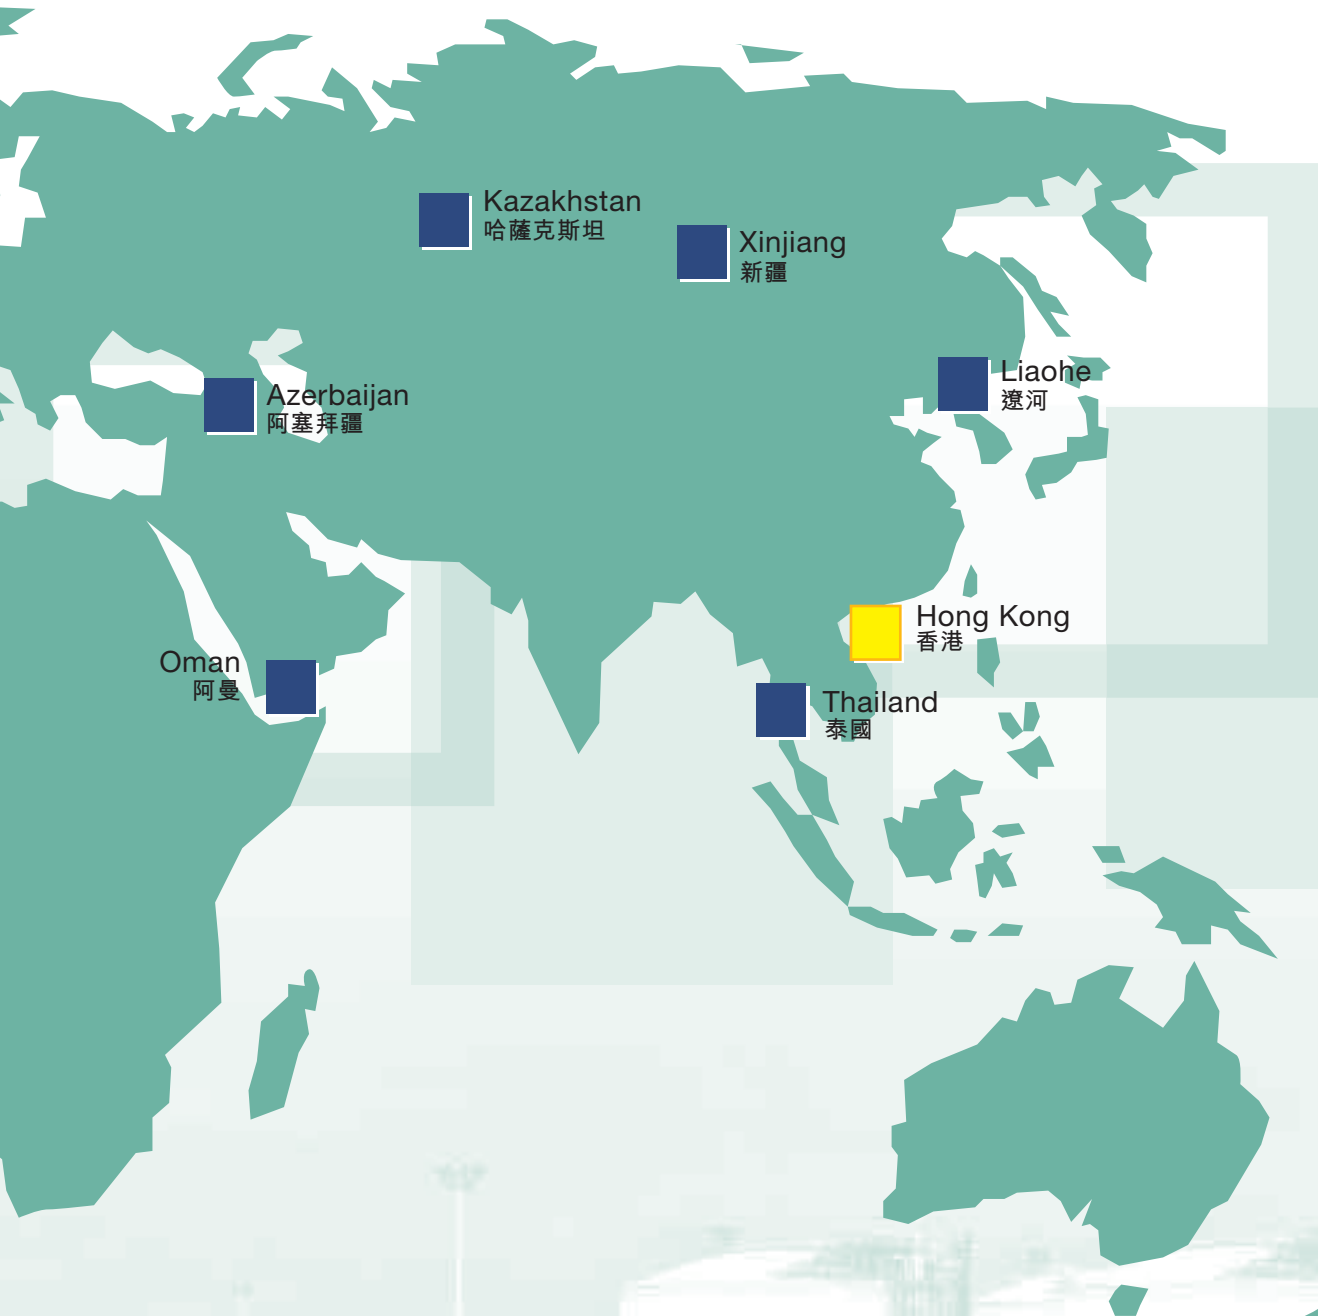 Kazakhstan
哈薩克斯坦
Xinjiang
新疆
Liaohe
遼河
Azerbaijan
阿塞拜疆
Hong Kong
香港
Oman
阿曼
Thailand
泰國